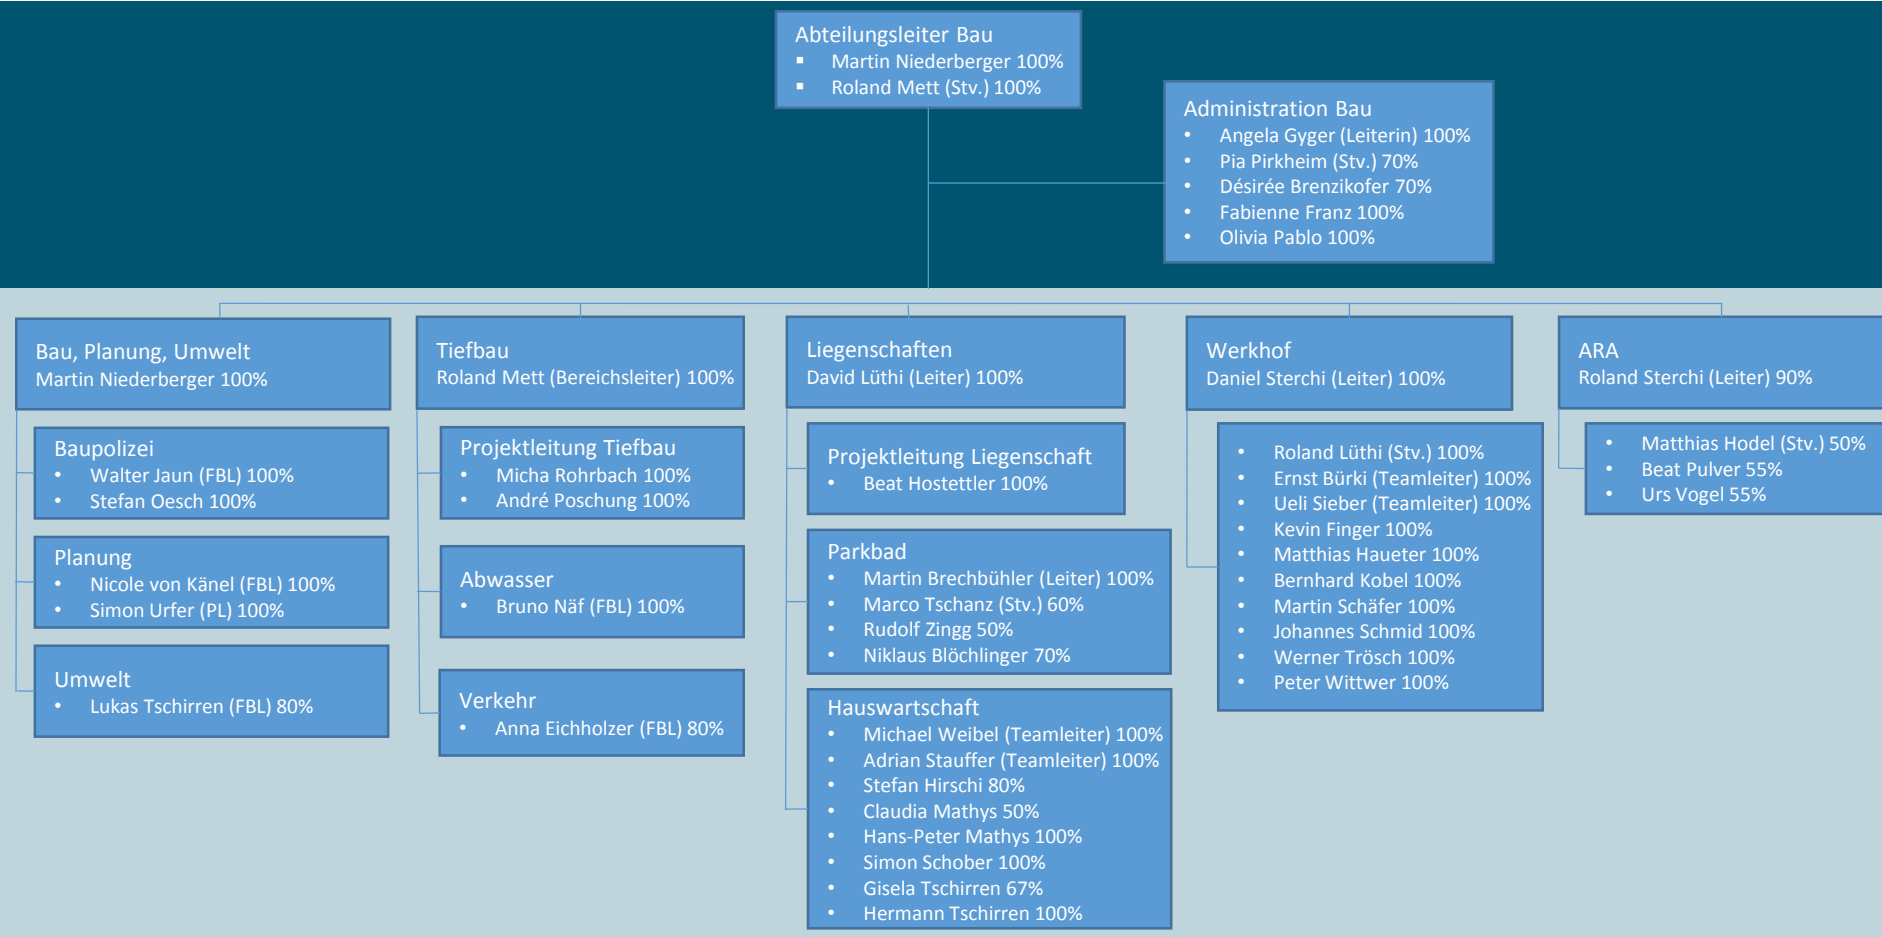 Abteilungsleiter Bau
▪ Martin Niederberger 100%
▪ Roland Mett (Stv.) 100%
Administration Bau
• Angela Gyger (Leiterin) 100%
• Pia Pirkheim (Stv.) 70%
• Désirée Brenzikofer 70%
• Fabienne Franz 100%
• Olivia Pablo 100%
Bau, Planung, Umwelt
Martin Niederberger 100%
Baupolizei
• Walter Jaun (FBL) 100%
• Stefan Oesch 100%
Planung
• Nicole von Känel (FBL) 100%
• Simon Urfer (PL) 100%
Umwelt
• Lukas Tschirren (FBL) 80%
Tiefbau
Roland Mett (Bereichsleiter) 100%
Projektleitung Tiefbau
• Micha Rohrbach 100%
• André Poschung 100%
Abwasser
• Bruno Näf (FBL) 100%
Verkehr
• Anna Eichholzer (FBL) 80%
Liegenschaften
David Lüthi (Leiter) 100%
Projektleitung Liegenschaft
• Beat Hostettler 100%
Parkbad
• Martin Brechbühler (Leiter) 100%
• Marco Tschanz (Stv.) 60%
• Rudolf Zingg 50%
• Niklaus Blöchlinger 70%
Hauswartschaft
• Michael Weibel (Teamleiter) 100%
• Adrian Stauffer (Teamleiter) 100%
• Stefan Hirschi 80%
• Claudia Mathys 50%
• Hans-Peter Mathys 100%
• Simon Schober 100%
• Gisela Tschirren 67%
• Hermann Tschirren 100%
Werkhof
Daniel Sterchi (Leiter) 100%
• Roland Lüthi (Stv.) 100%
• Ernst Bürki (Teamleiter) 100%
• Ueli Sieber (Teamleiter) 100%
• Kevin Finger 100%
• Matthias Haueter 100%
• Bernhard Kobel 100%
• Martin Schäfer 100%
• Johannes Schmid 100%
• Werner Trösch 100%
• Peter Wittwer 100%
ARA
Roland Sterchi (Leiter) 90%
• Matthias Hodel (Stv.) 50%
• Beat Pulver 55%
• Urs Vogel 55%